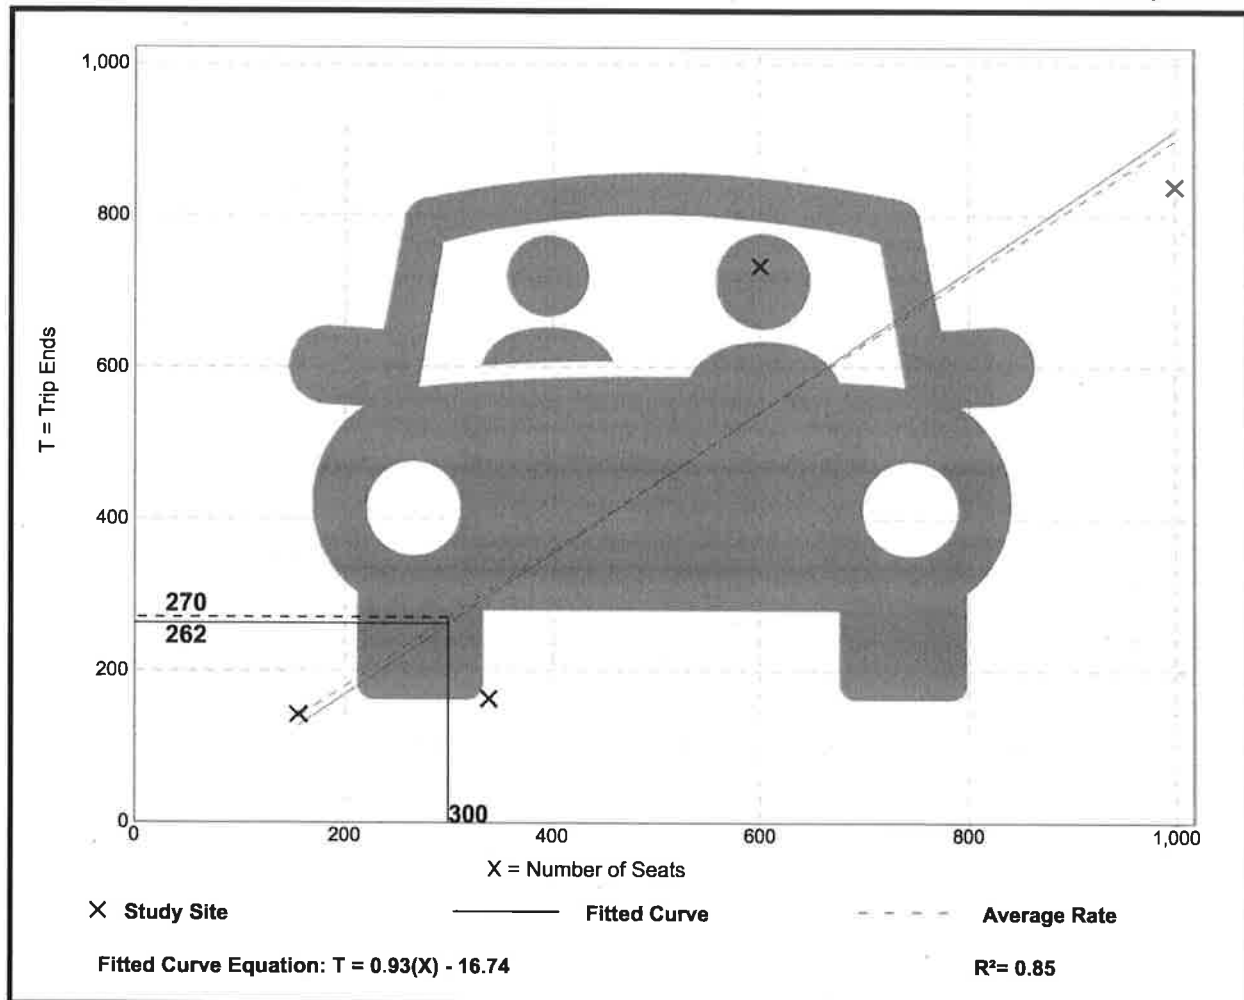 1,000
800
600
400
200
0
T = Trip Ends
270
262
300
0 200 400 600 800 1,000
X = Number of Seats
× Study Site Fitted Curve Average Rate
Fitted Curve Equation: T = 0.93(X) - 16.74 R²= 0.85